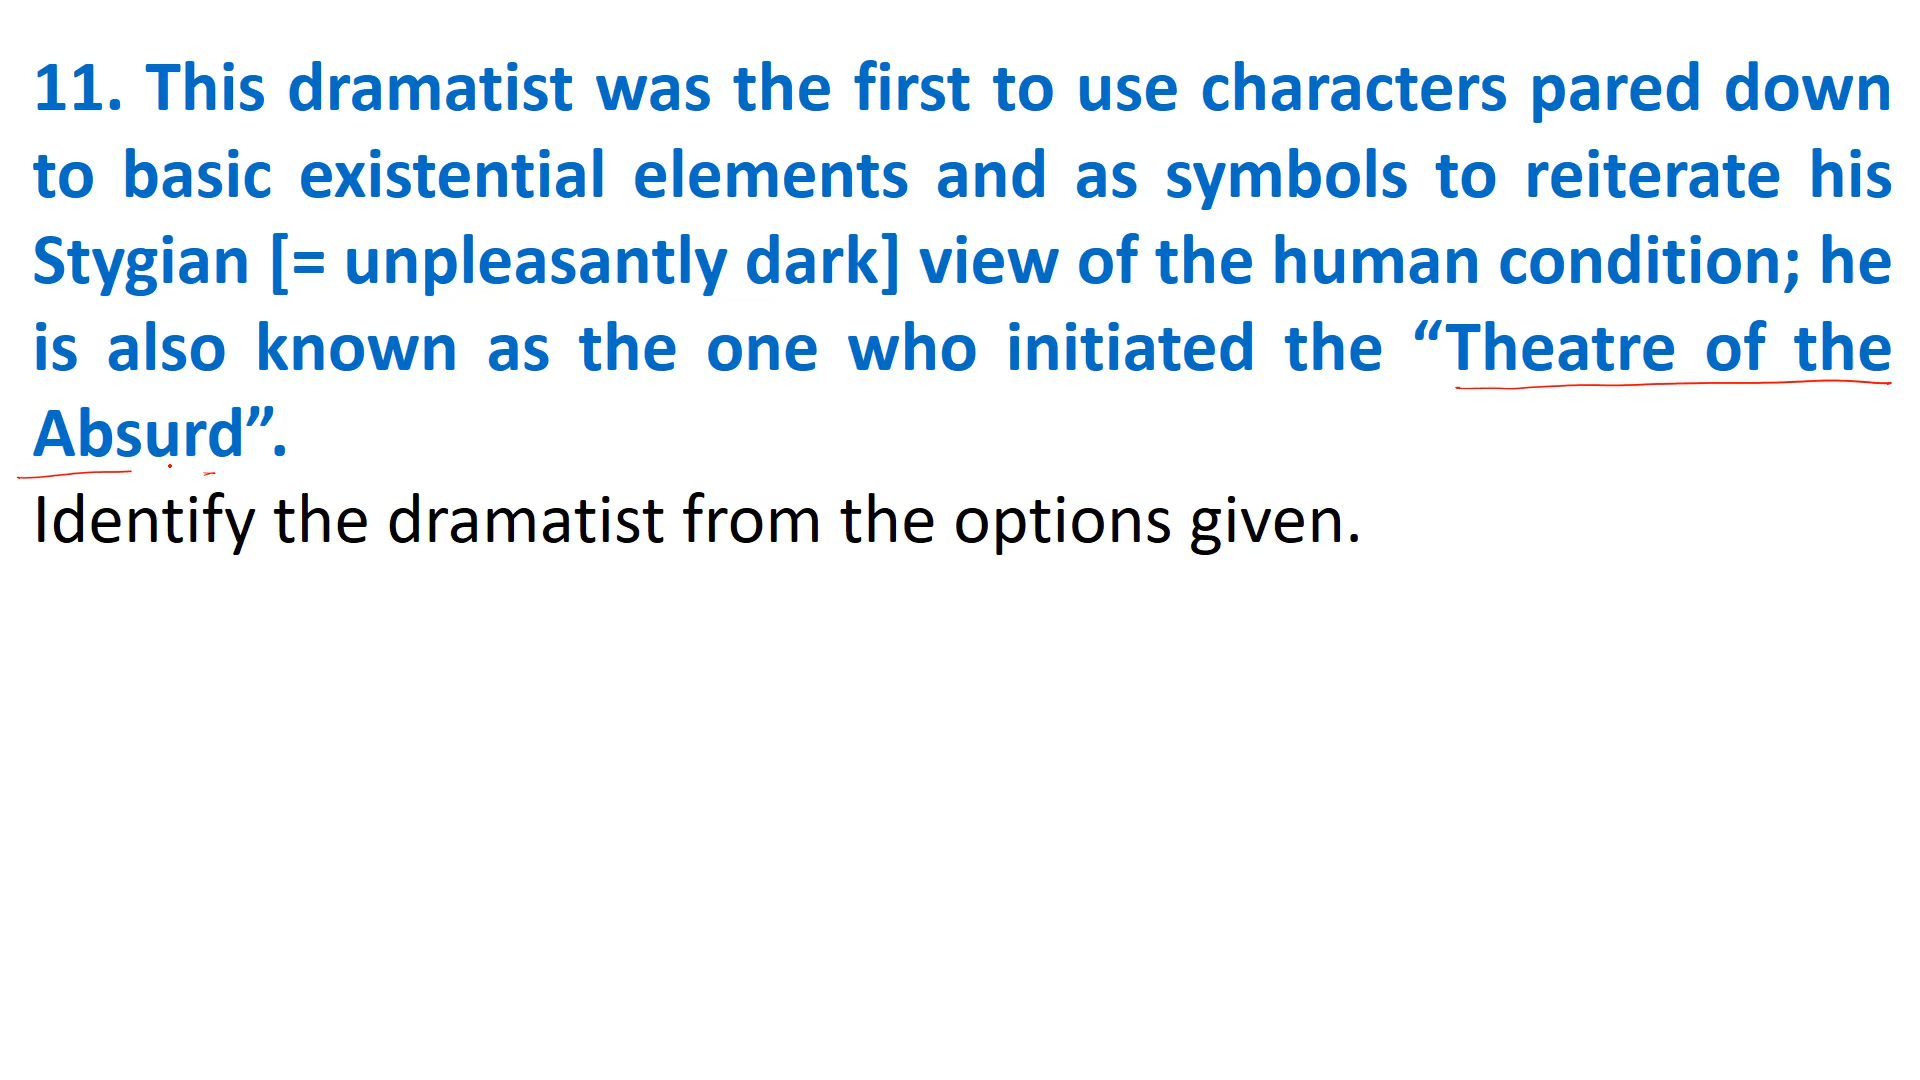 11. This dramatist was the first to use characters pared down
to basic existential elements and as symbols to reiterate his
Stygian [= unpleasantly dark] view of the human condition; he
is also known as the one who initiated the “Theatre of the
Absurd”.
Identify the dramatist from the options given.